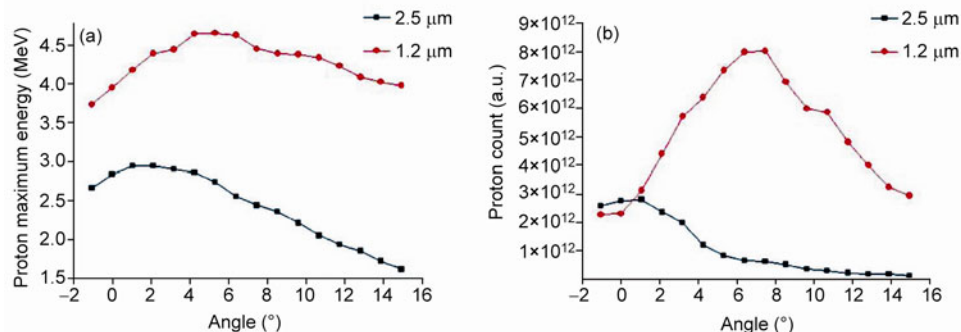 (a)
2.5 μm
1.2 μm
Proton maximum energy (MeV)
4.5
4.0
3.0
2.5
2.0
1.5
−2 0 2 4 6 8 10 12 14 16
Angle (°)
(b)
2.5 μm
1.2 μm
Proton count (a.u.)
9×10¹²
8×10¹²
7×10¹²
6×10¹²
5×10¹²
4×10¹²
3×10¹²
2×10¹²
1×10¹²
−2 0 2 4 6 8 10 12 14 16
Angle (°)